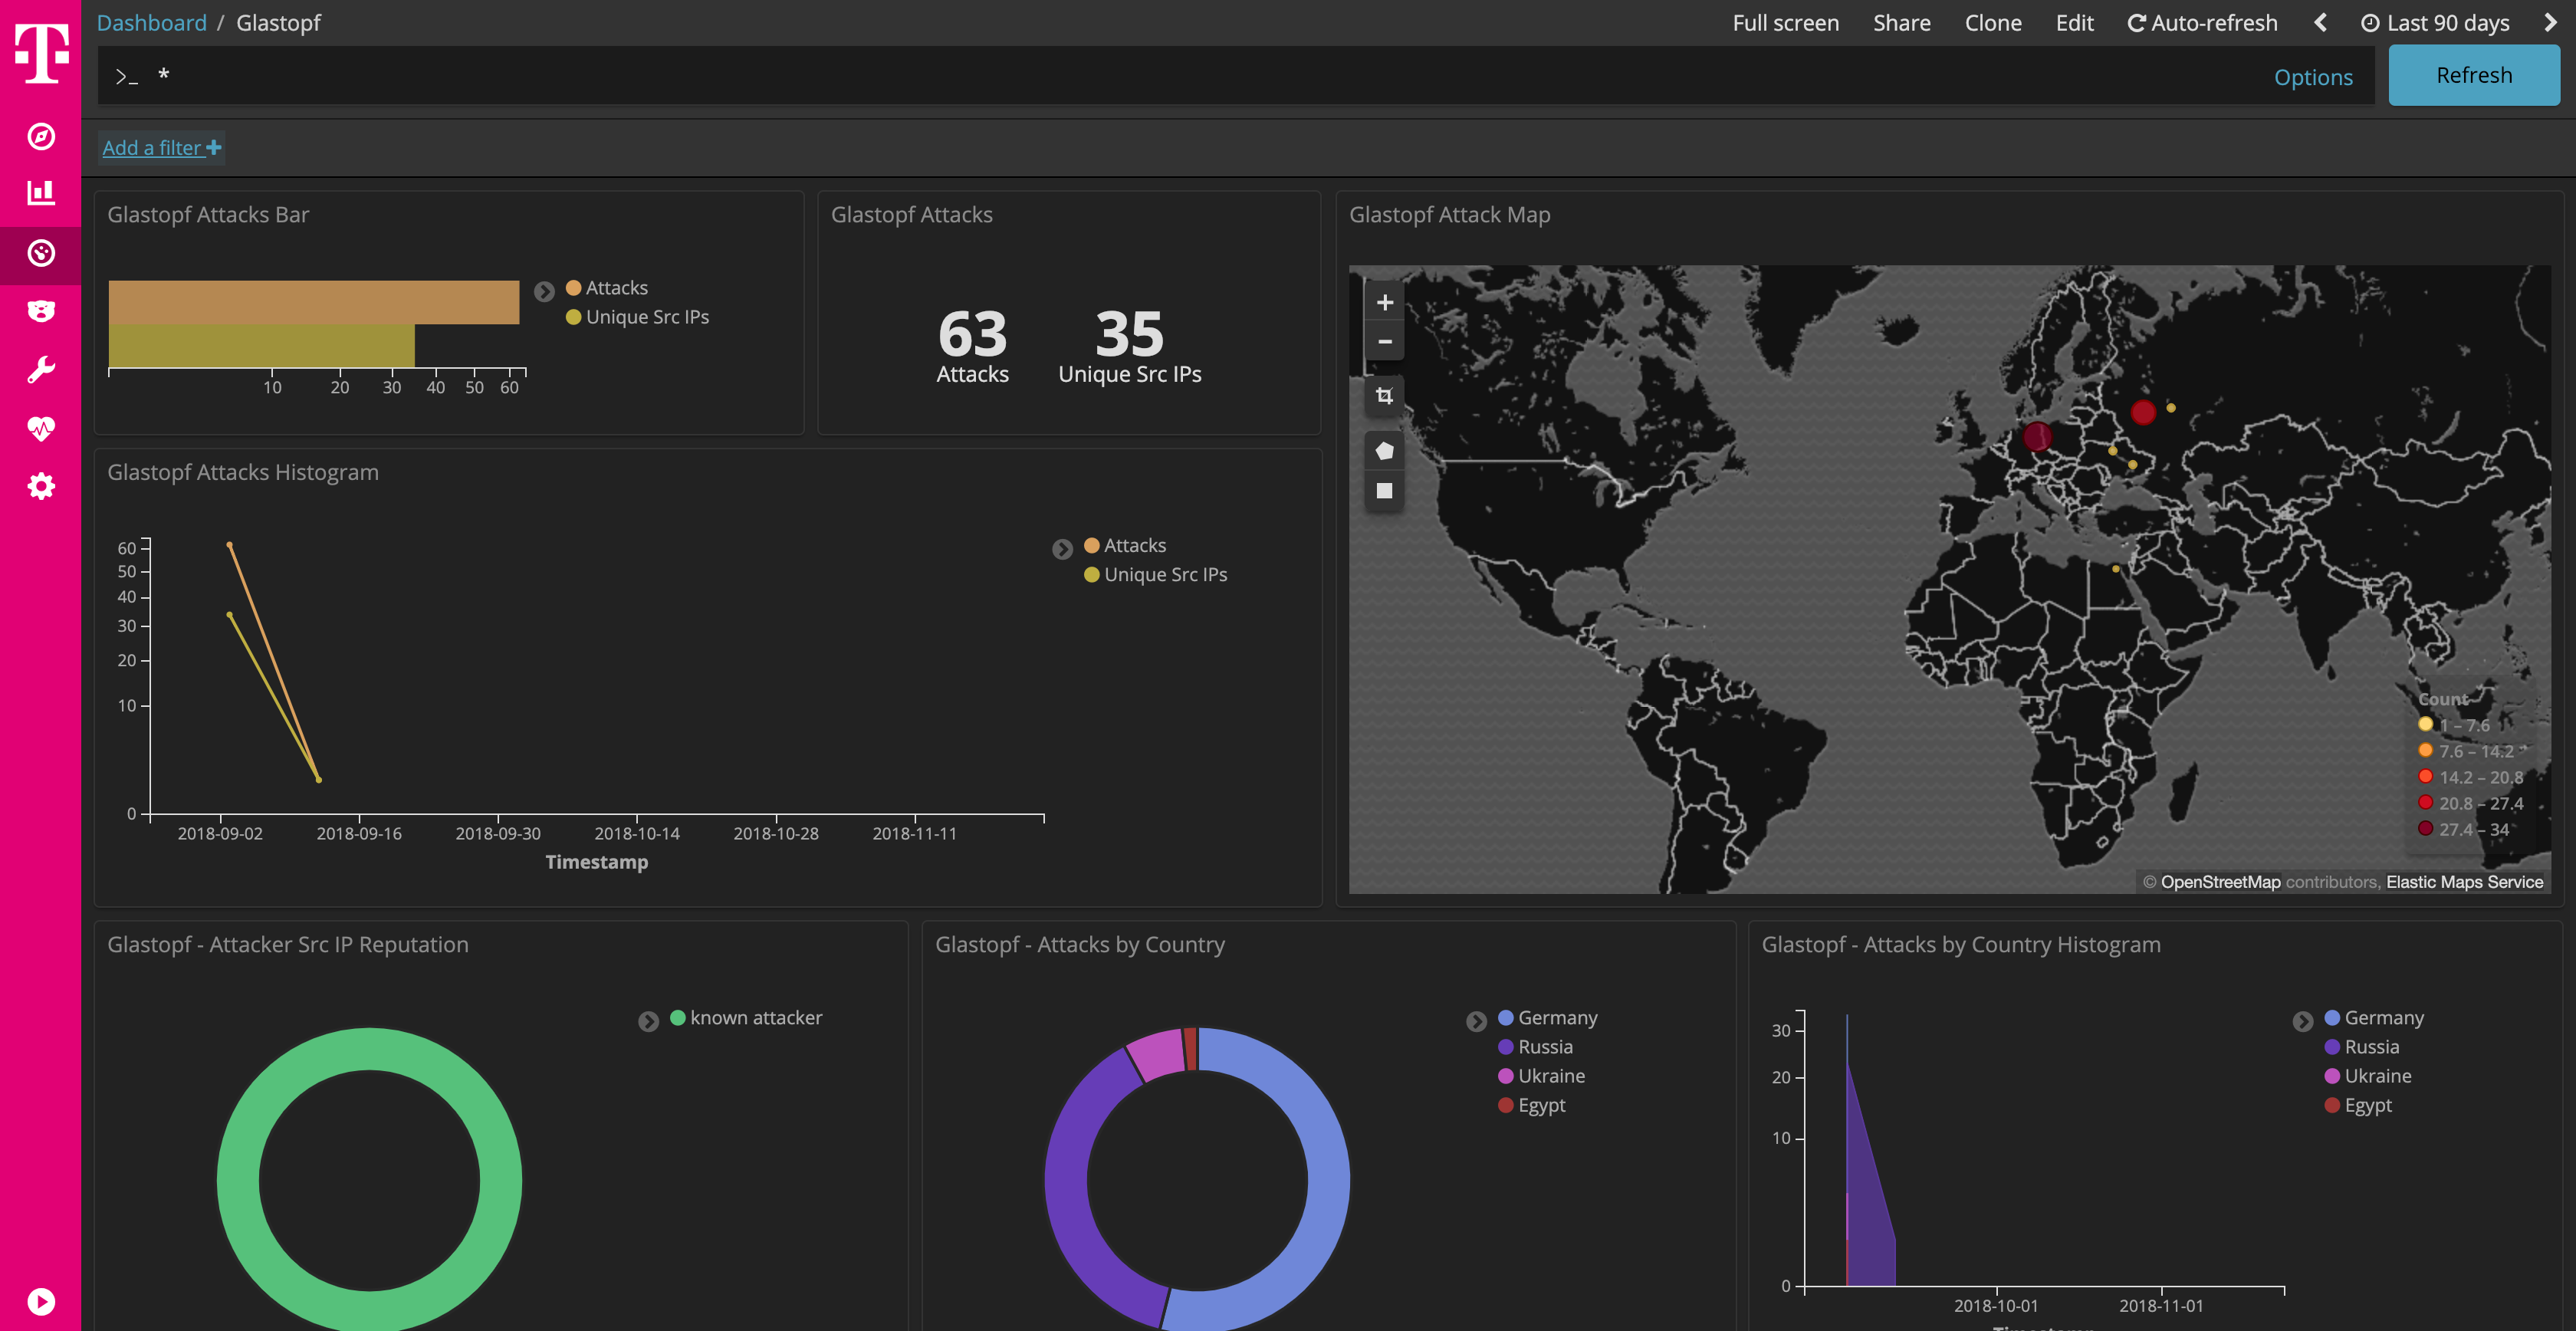 Dashboard / Glastopf
Full screen Share Clone Edit Auto-refresh Last 90 days
>_ *
Options
Refresh
Add a filter +
Glastopf Attacks Bar
Attacks
Unique Src IPs
10 20 30 40 50 60
Glastopf Attacks
63 35
Attacks Unique Src IPs
Glastopf Attack Map
+
−
Count
1 – 7.6
7.6 – 14.2
14.2 – 20.8
20.8 – 27.4
27.4 – 34
© OpenStreetMap contributors, Elastic Maps Service
Glastopf Attacks Histogram
60
50
40
30
20
10
0
2018-09-02 2018-09-16 2018-09-30 2018-10-14 2018-10-28 2018-11-11
Timestamp
Attacks
Unique Src IPs
Glastopf - Attacker Src IP Reputation
known attacker
Glastopf - Attacks by Country
Germany
Russia
Ukraine
Egypt
Glastopf - Attacks by Country Histogram
30
20
10
0
2018-10-01 2018-11-01
Germany
Russia
Ukraine
Egypt